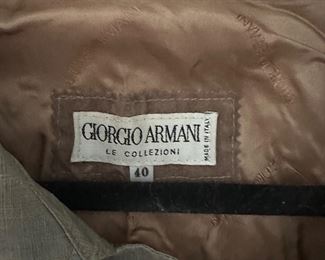 GIORGIO ARMANI
LE COLLEZIONI
MADE IN ITALY
40